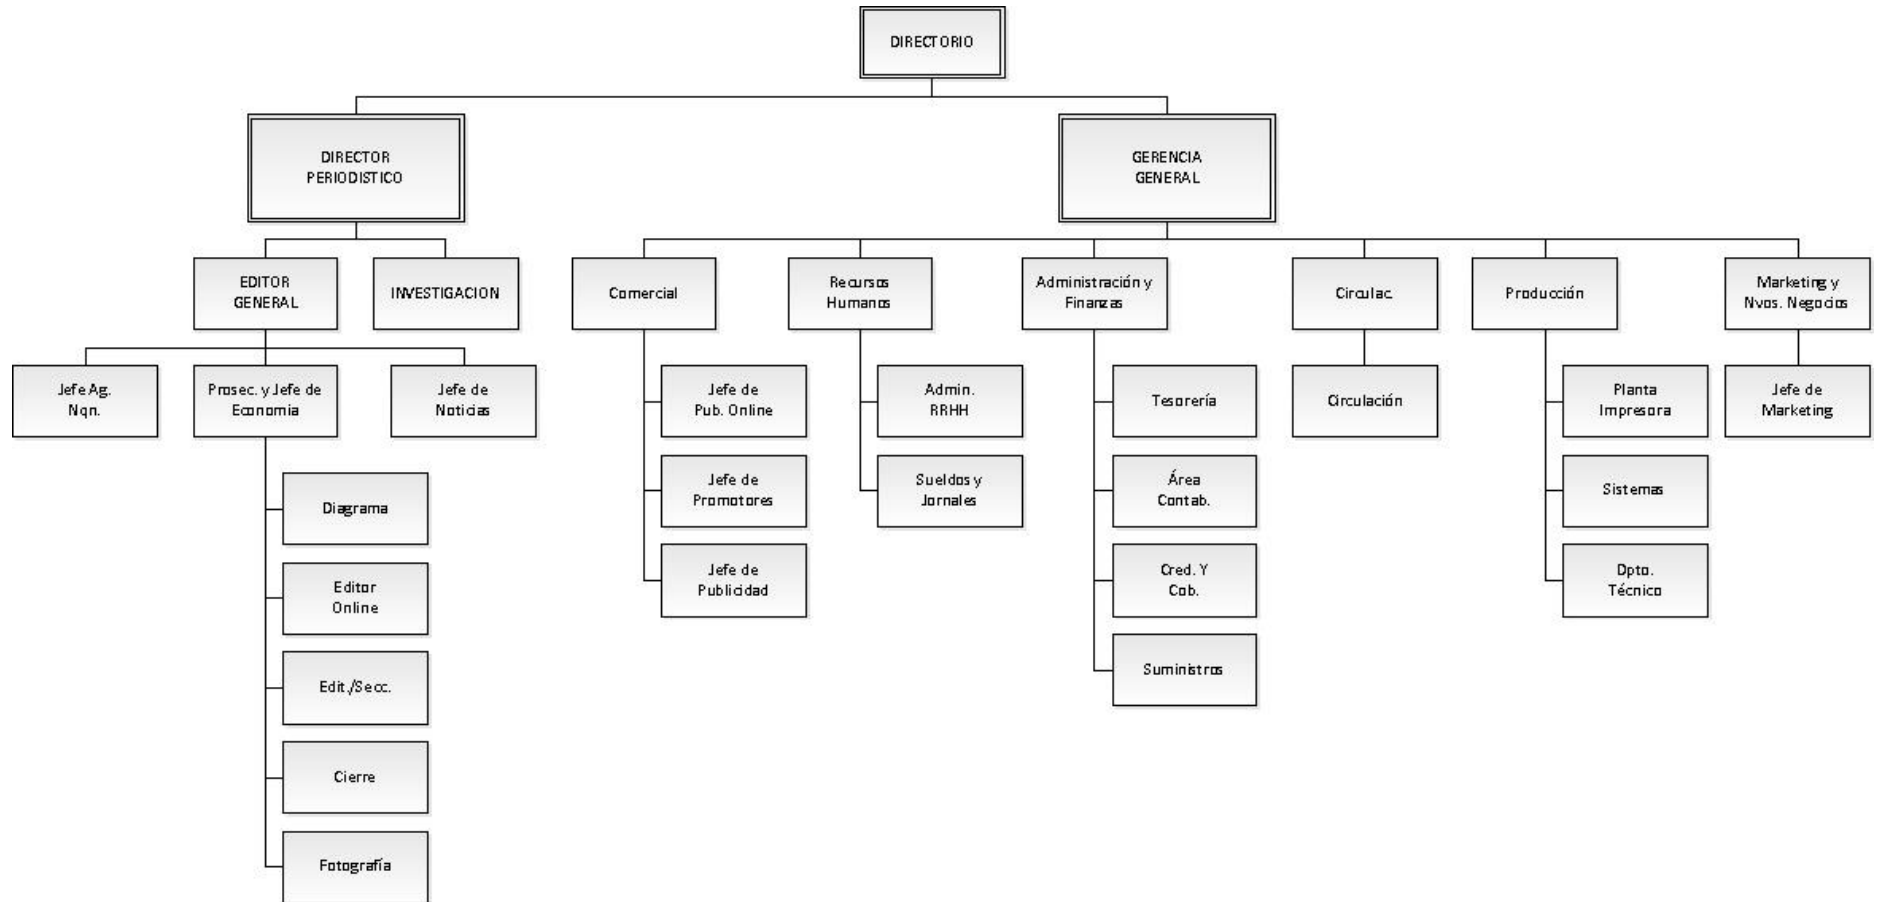 DIRECTORIO
DIRECTOR
PERIODISTICO
GERENCIA
GENERAL
EDITOR
GENERAL
INVESTIGACION
Comercial
Recursos
Humanos
Administración y
Finanzas
Circulac.
Producción
Marketing y
Nvos. Negocios
Jefe Ag.
Nqn.
Prosec. y Jefe de
Economia
Jefe de
Noticias
Jefe de
Pub. Online
Admin.
RRHH
Tesorería
Circulación
Planta
Impresora
Jefe de
Marketing
Diagrama
Jefe de
Promotores
Sueldos y
Jornales
Área
Contab.
Sistemas
Editor
Online
Jefe de
Publicidad
Cred. Y
Cob.
Dpto.
Técnico
Edit./Secc.
Suministros
Cierre
Fotografía